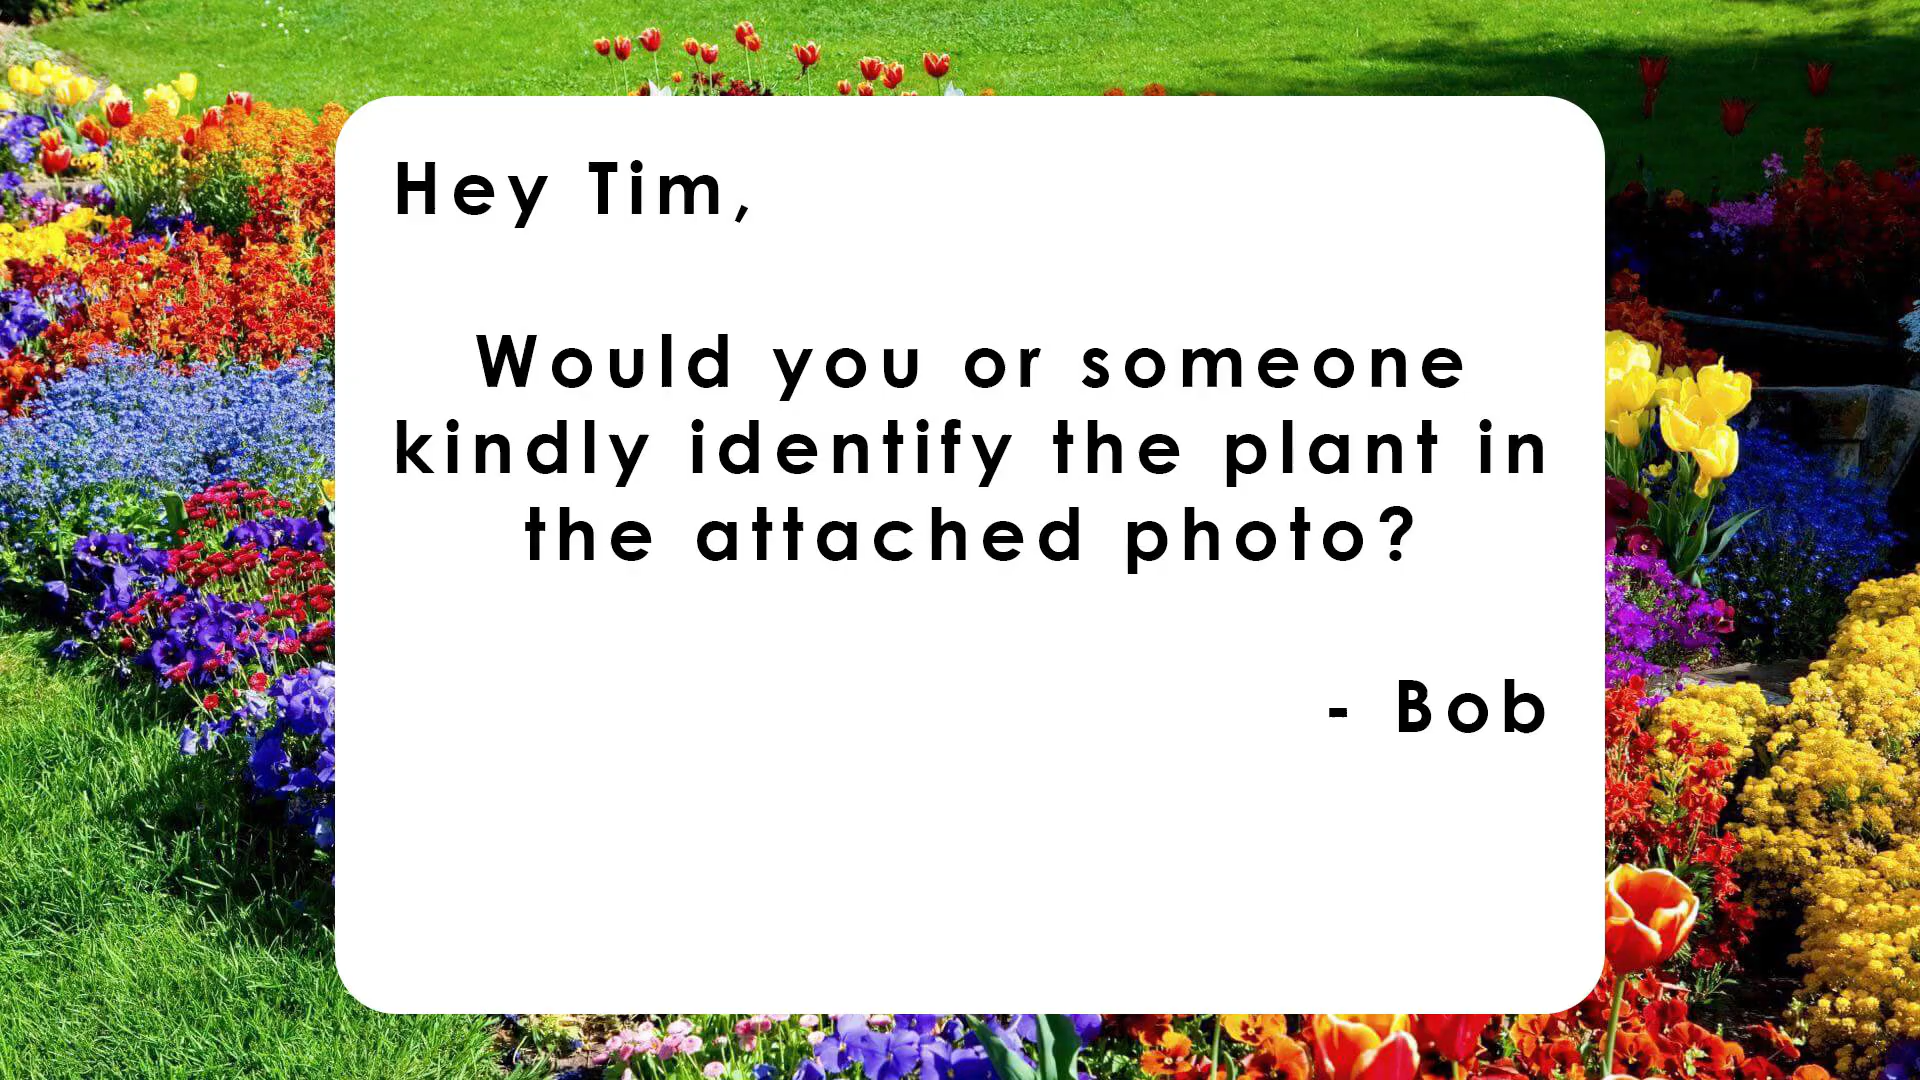 Hey Tim,
Would you or someone
kindly identify the plant in
the attached photo?
- Bob